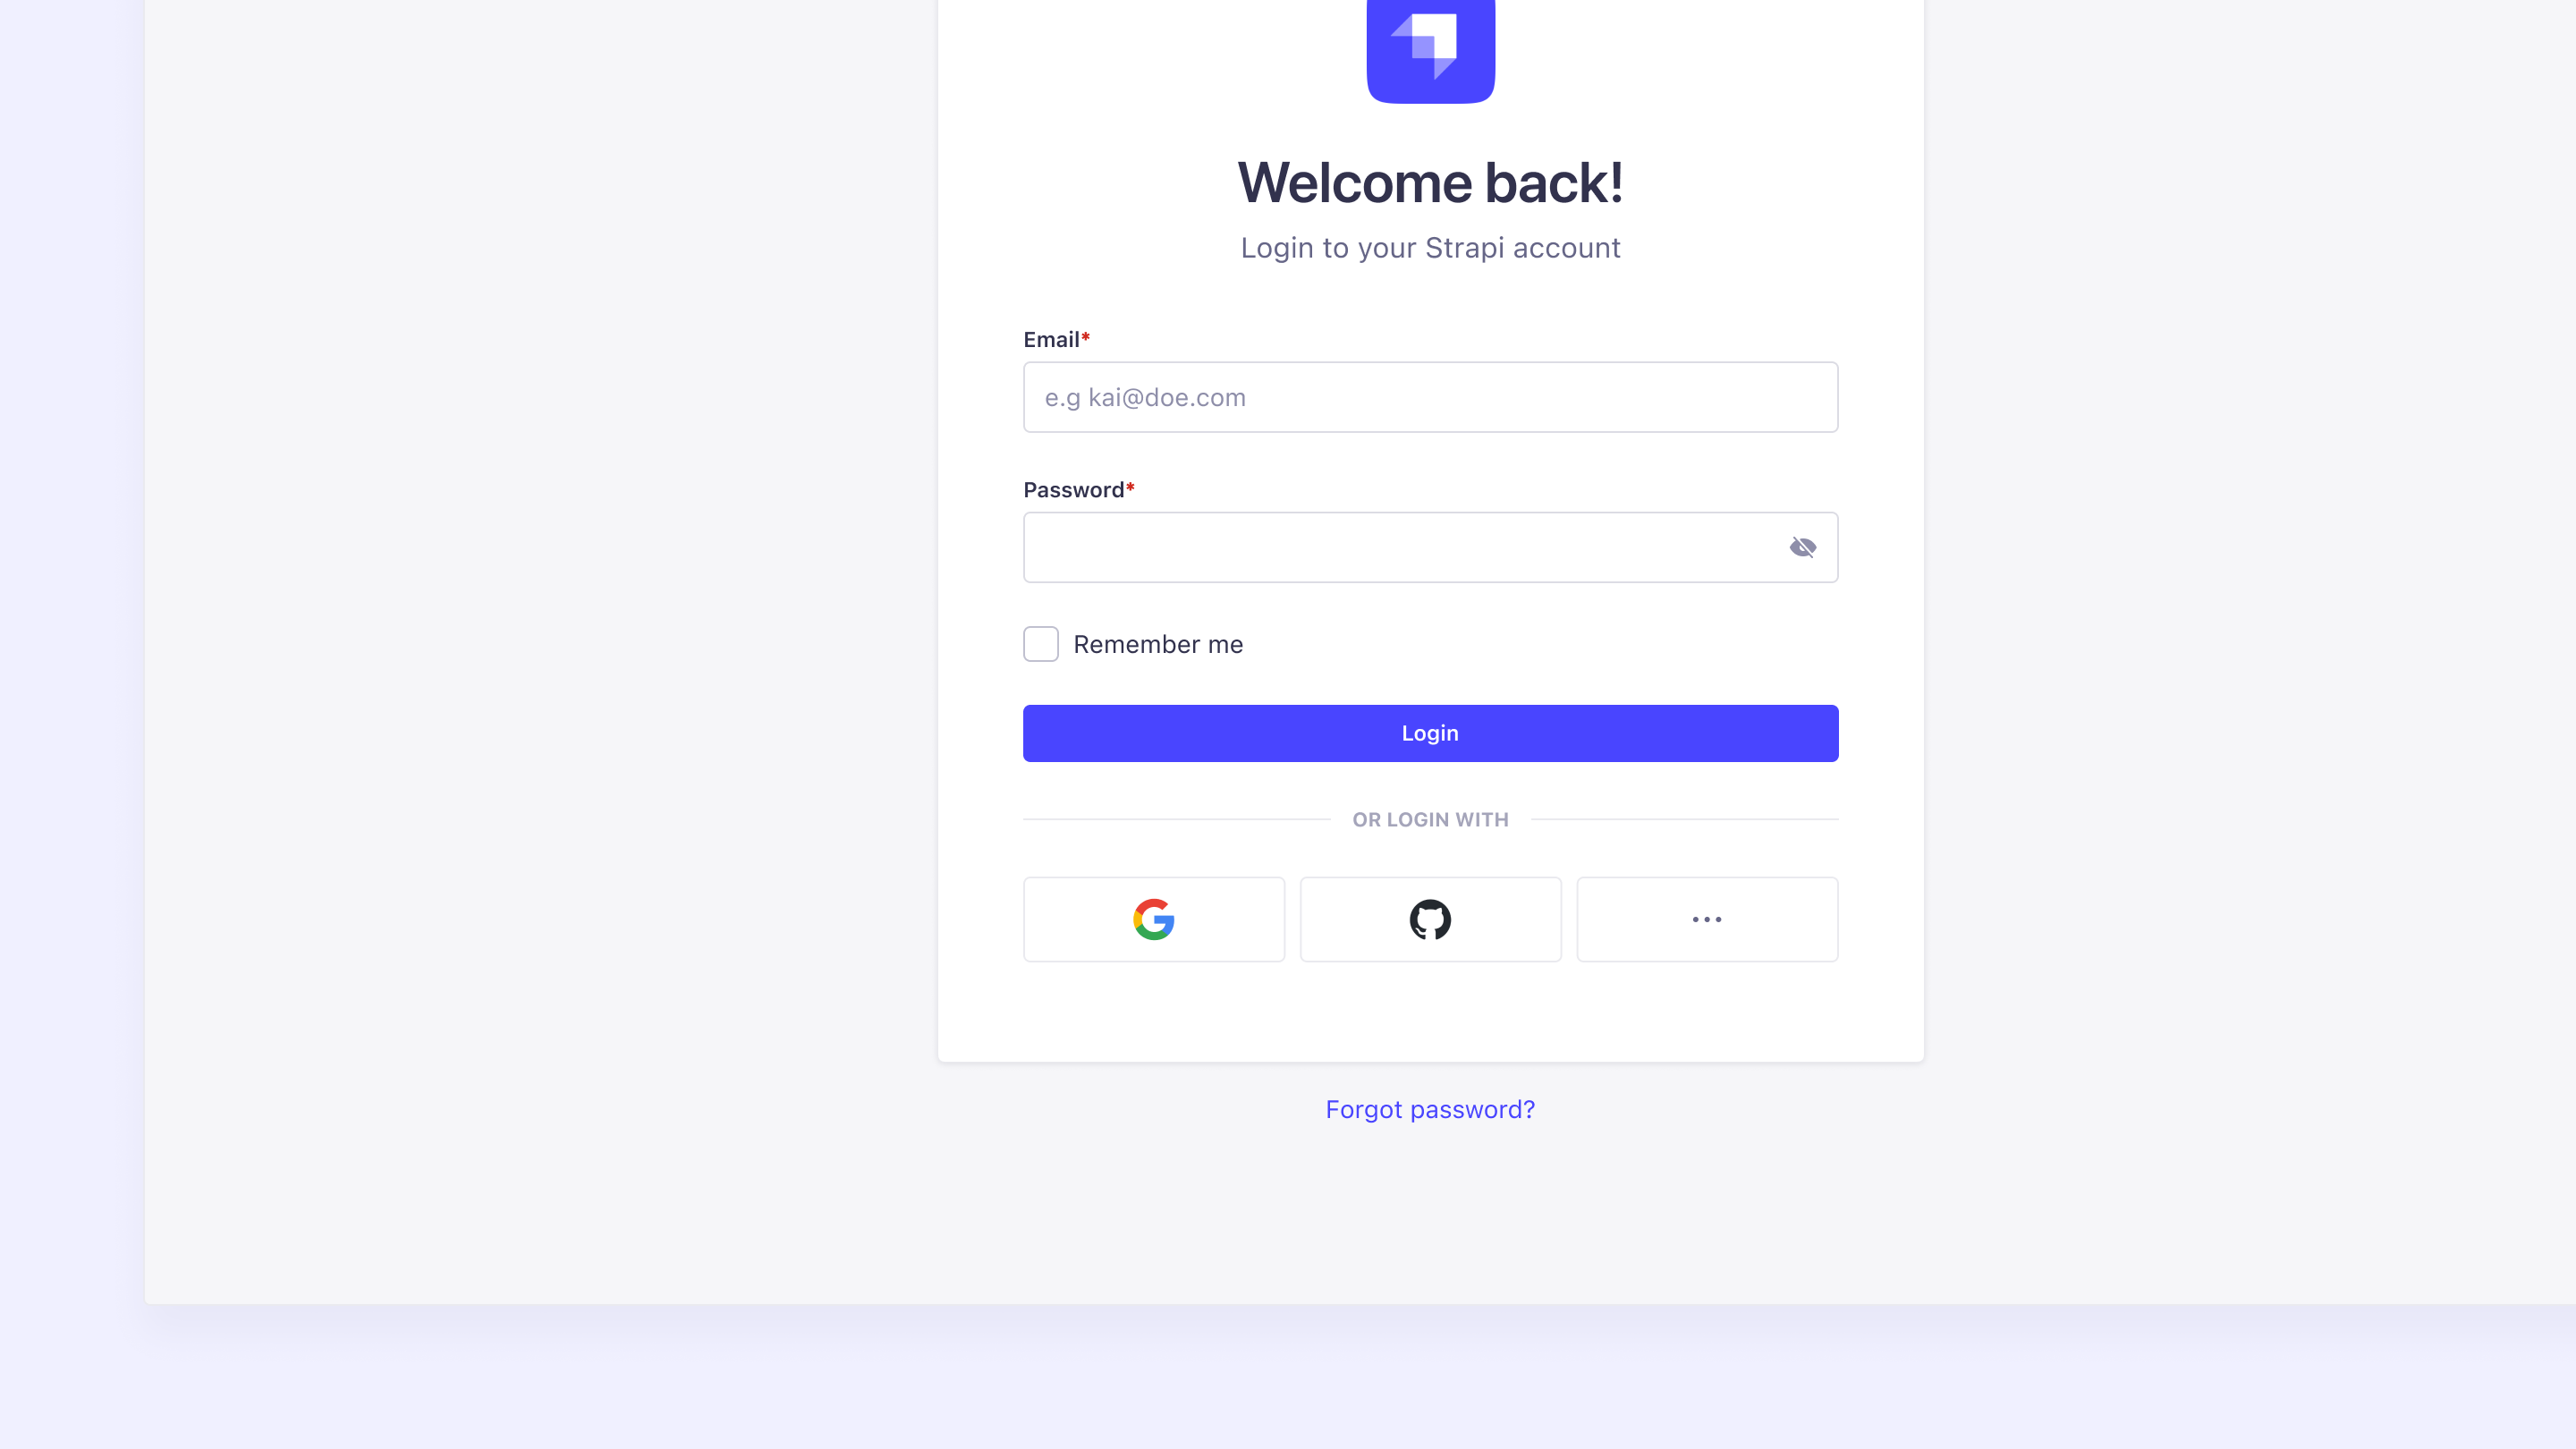 Welcome back!
Login to your Strapi account
Email*
e.g kai@doe.com
Password*
Remember me
Login
OR LOGIN WITH
Forgot password?